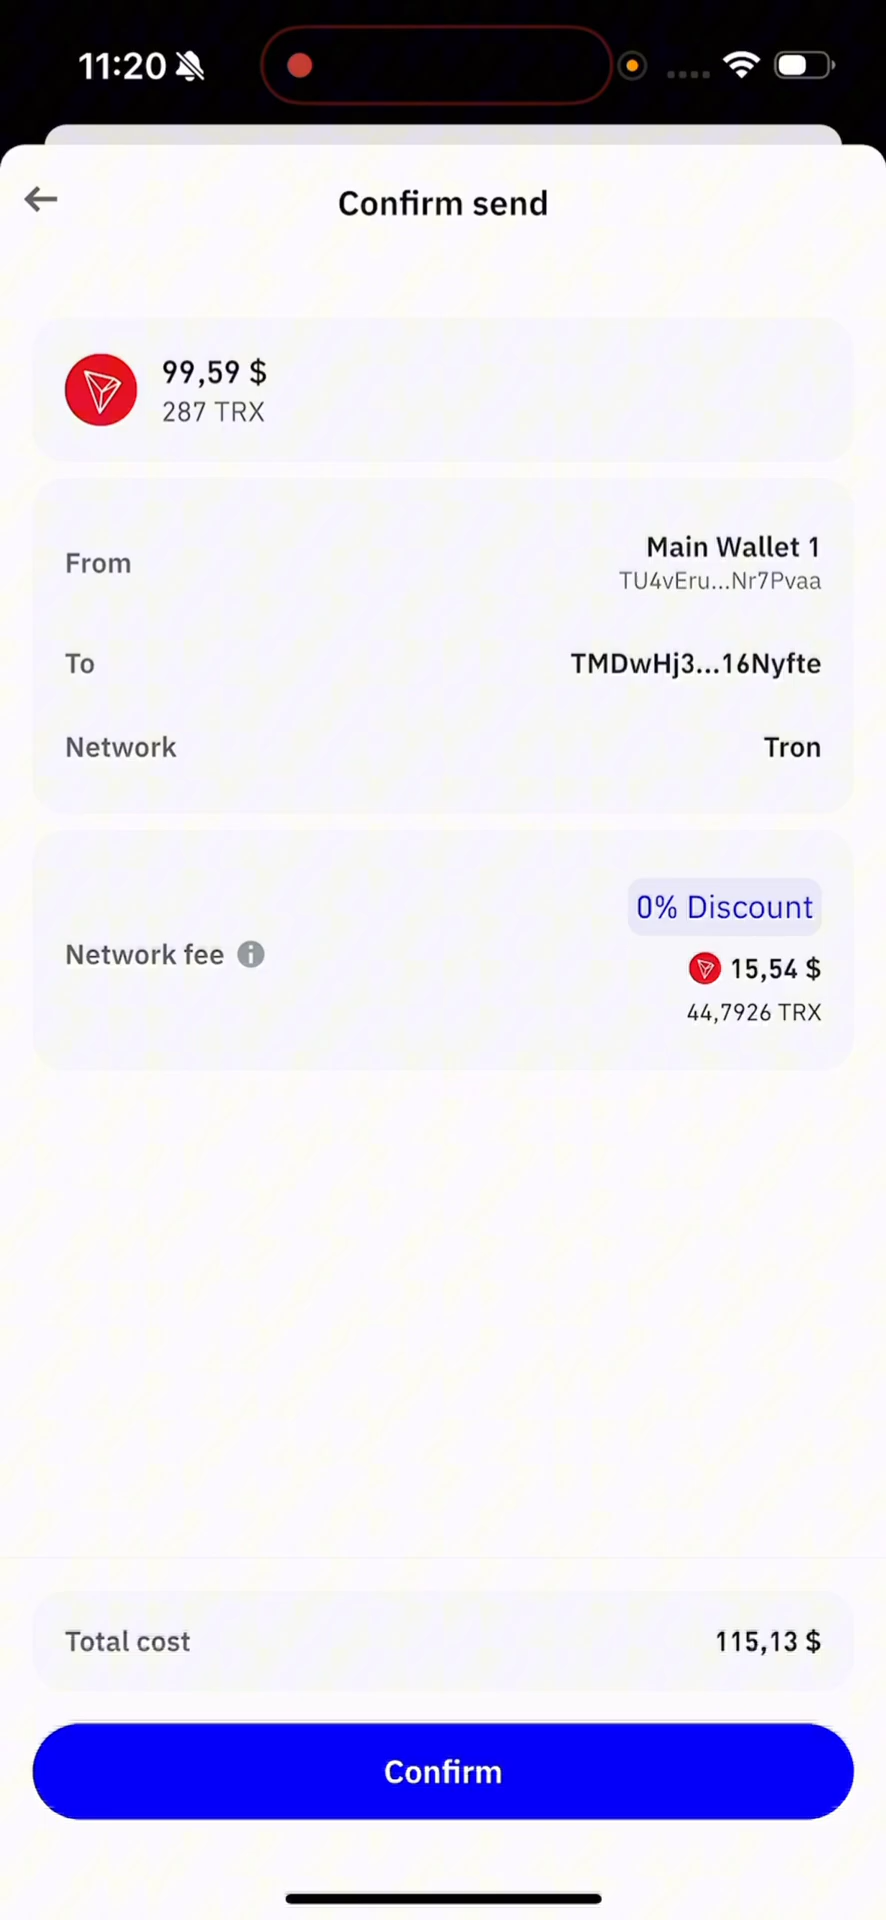 11:20
Confirm send
99,59 $
287 TRX
From
Main Wallet 1
TU4vEru...Nr7Pvaa
To
TMDwHj3...16Nyfte
Network
Tron
0% Discount
Network fee
15,54 $
44,7926 TRX
Total cost
115,13 $
Confirm